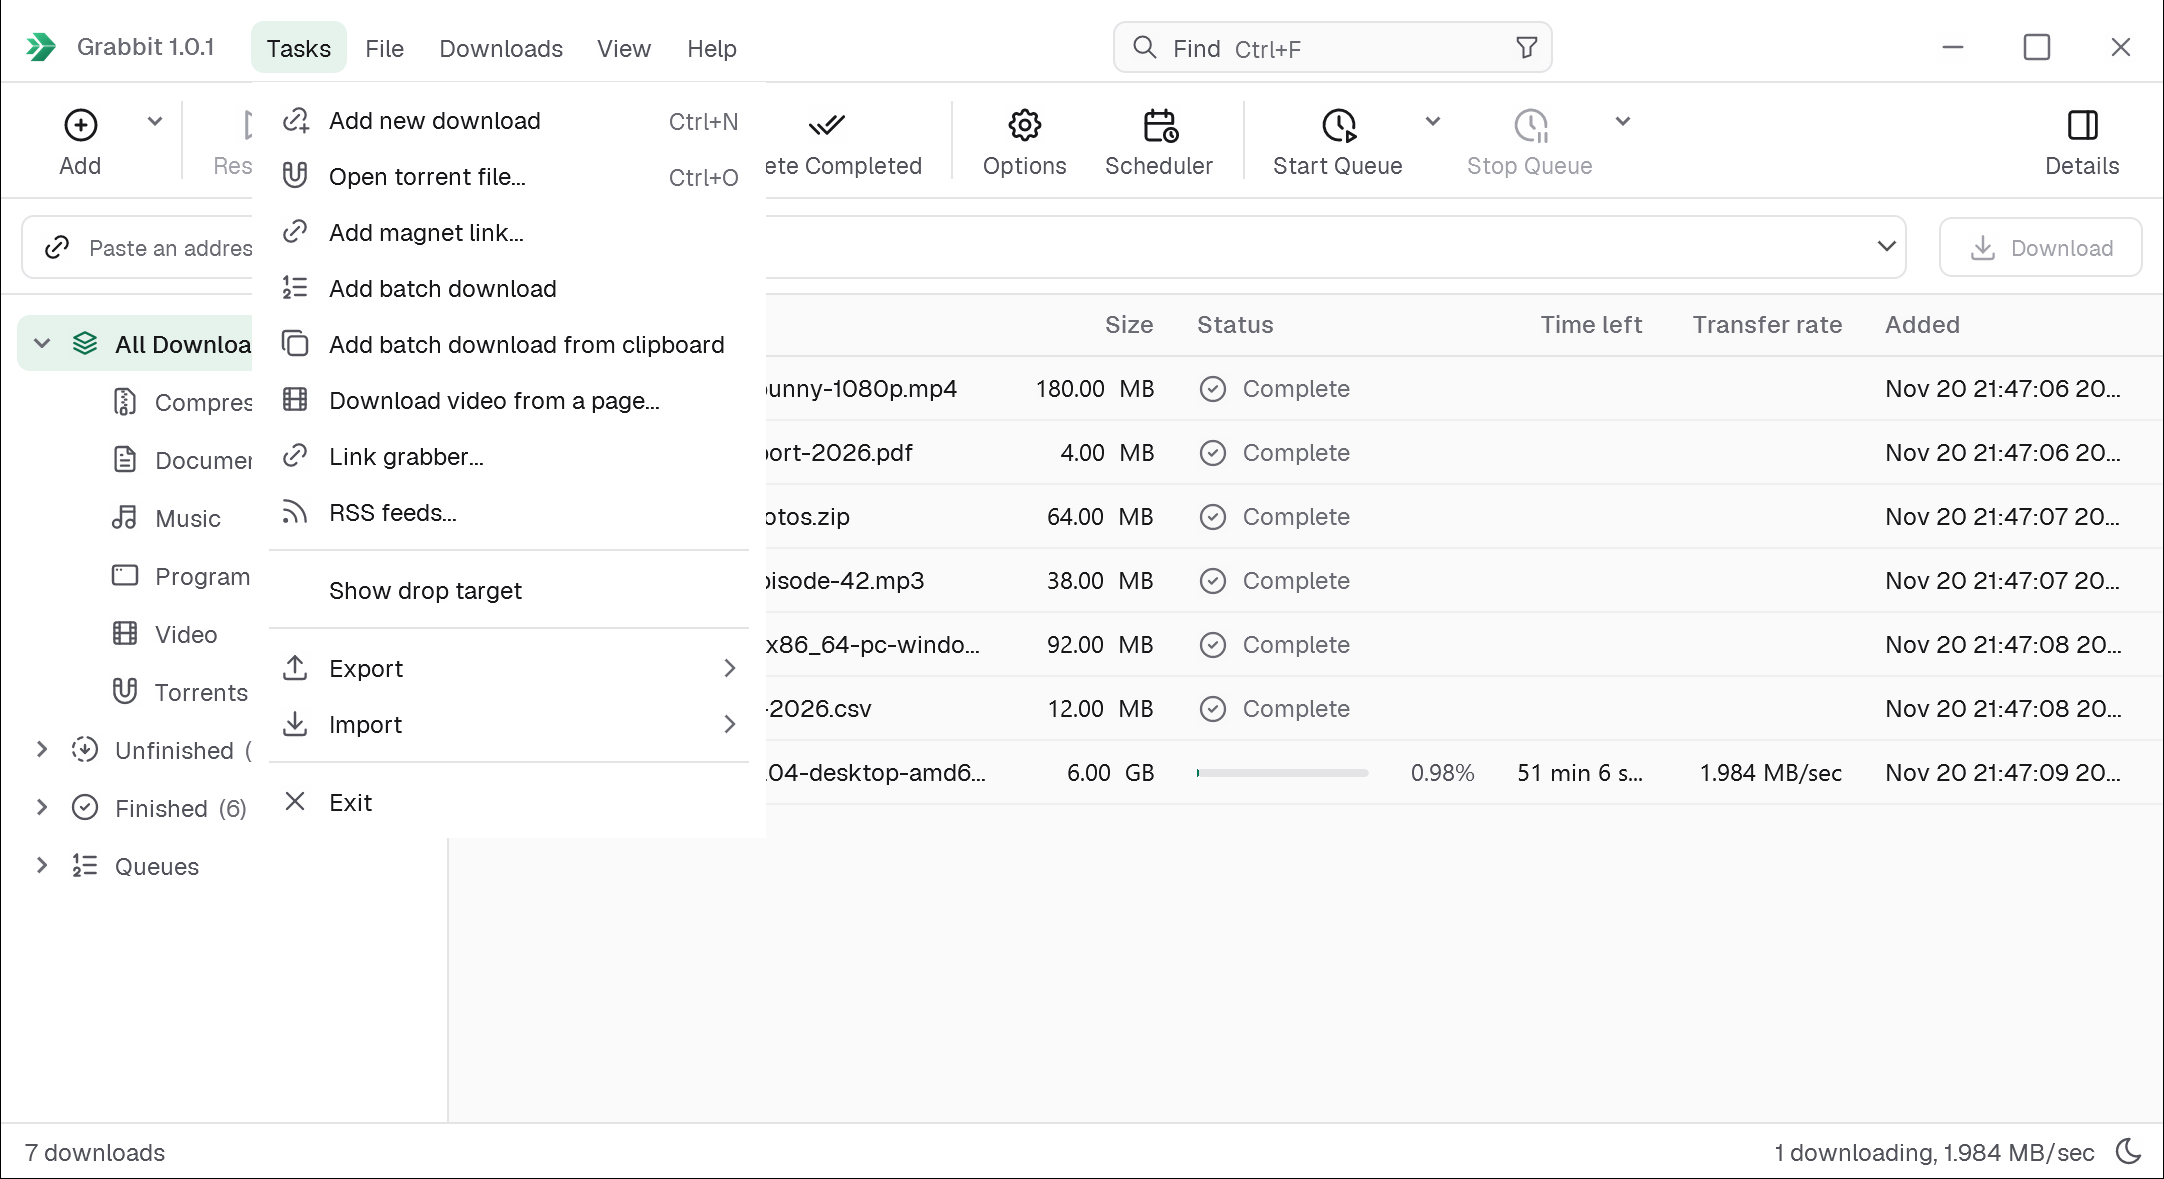 Grabbit 1.0.1 Tasks File Downloads View Help Find Ctrl+F
Add Options Scheduler Start Queue Stop Queue Details
Completed
Paste an Download
Add new download Ctrl+N
Open torrent file... Ctrl+O
Add magnet link...
Add batch download
Add batch download from clipboard
Download video from a page...
Link grabber...
RSS feeds...
Show drop target
Export
Import
Exit
All
Music
Video
Torrents
Unfinished (
Finished (6)
Queues
Size Status Time left Transfer rate Added
unny-1080p.mp4 180.00 MB Complete Nov 20 21:47:06 20...
ort-2026.pdf 4.00 MB Complete Nov 20 21:47:06 20...
otos.zip 64.00 MB Complete Nov 20 21:47:07 20...
isode-42.mp3 38.00 MB Complete Nov 20 21:47:07 20...
x86_64-pc-windo... 92.00 MB Complete Nov 20 21:47:08 20...
-2026.csv 12.00 MB Complete Nov 20 21:47:08 20...
04-desktop-amd6... 6.00 GB 0.98% 51 min 6 s... 1.984 MB/sec Nov 20 21:47:09 20...
7 downloads 1 downloading, 1.984 MB/sec